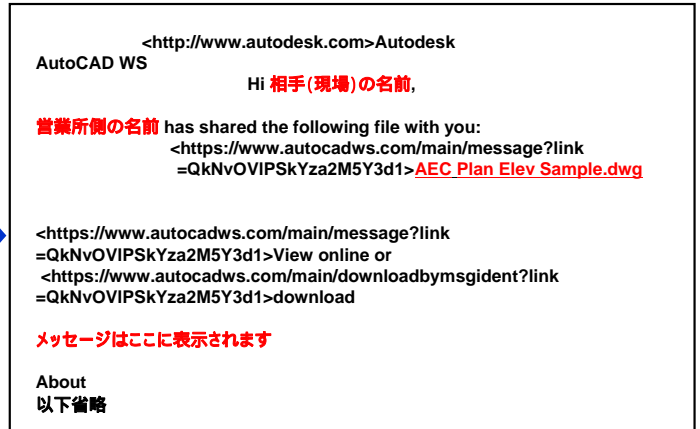 <http://www.autodesk.com>Autodesk
AutoCAD WS
Hi 相手(現場)の名前,
営業所側の名前 has shared the following file with you:
<https://www.autocadws.com/main/message?link
=QkNvOVlPSkYza2M5Y3d1>AEC Plan Elev Sample.dwg
<https://www.autocadws.com/main/message?link
=QkNvOVlPSkYza2M5Y3d1>View online or
<https://www.autocadws.com/main/downloadbymsgident?link
=QkNvOVlPSkYza2M5Y3d1>download
メッセージはここに表示されます
About
以下省略